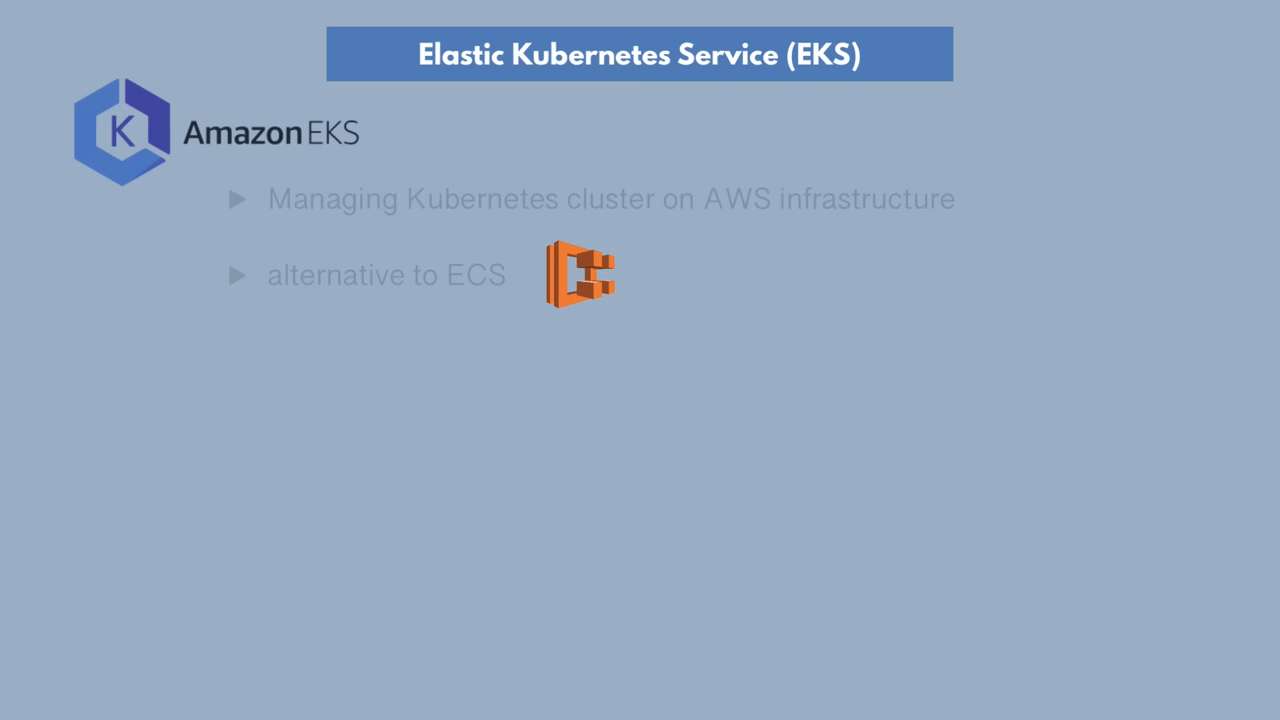 Elastic Kubernetes Service (EKS)
K
Amazon EKS
Managing Kubernetes cluster on AWS infrastructure
alternative to ECS